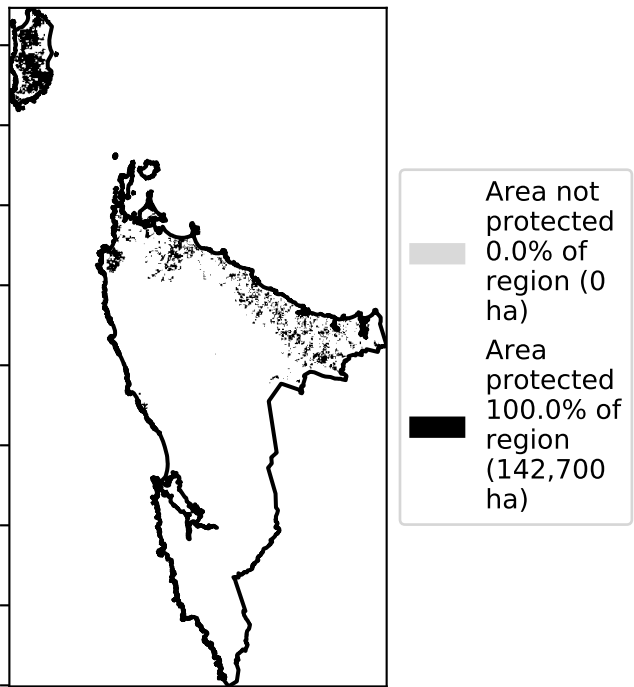 Area not
protected
0.0% of
region (0
ha)
Area
protected
100.0% of
region
(142,700
ha)